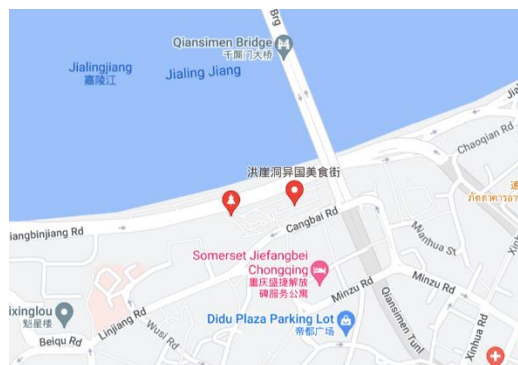 Brg
Qiansimen Bridge
千厮门大桥
Jialingjiang
嘉陵江
Jialing Jiang
Chaoqian Rd
洪崖洞异国美食街
Cangbai Rd
Mianhua St
iangbinjiang Rd
Somerset Jiefangbei
Chongqing
重庆盛捷解放
碑服务公寓
Minzu Rd
Minzu Rd
Qiansimen Tunl
Xinhua Rd
ixinglou
魁星楼
Linjiang Rd
Wusi Rd
Beiqu Rd
Didu Plaza Parking Lot
帝都广场